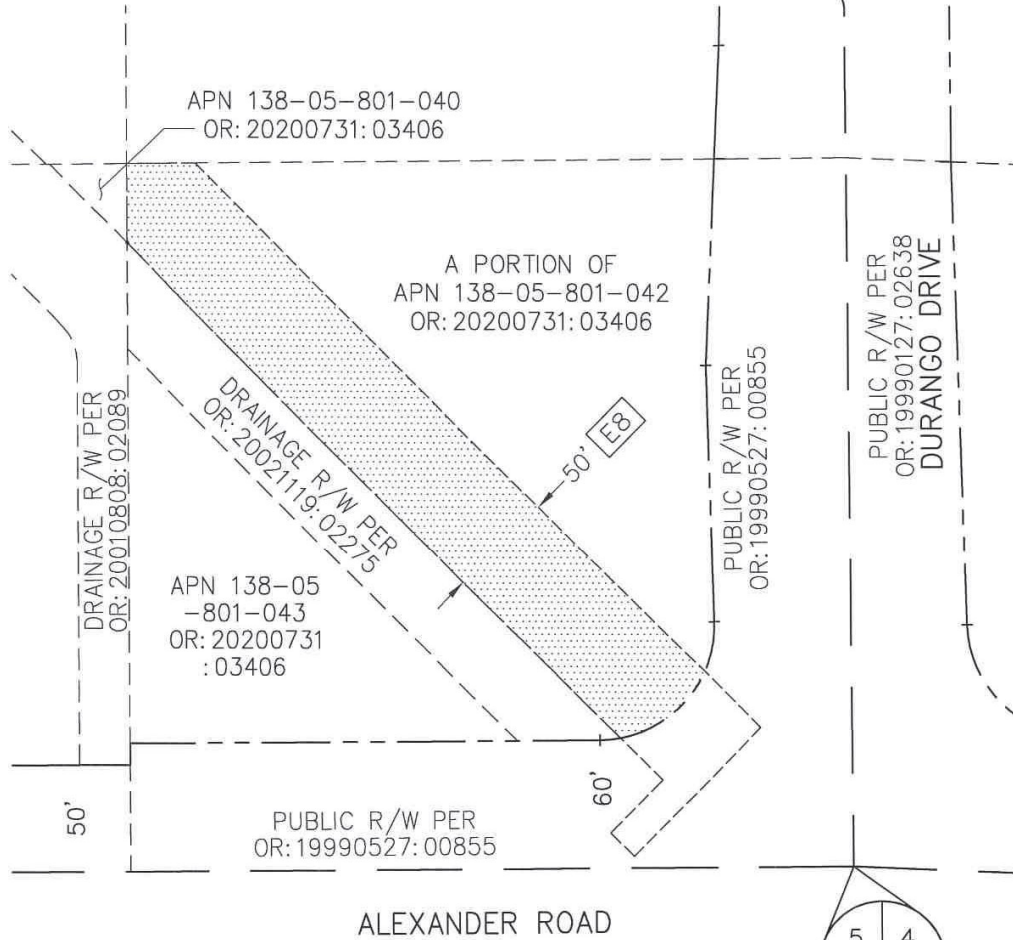 APN 138-05-801-040
OR: 20200731: 03406
A PORTION OF
APN 138-05-801-042
OR: 20200731: 03406
50' E8
DRAINAGE R/W PER
OR: 20021119: 02275
DRAINAGE R/W PER
OR: 20010808: 02089
APN 138-05
-801-043
OR: 20200731
: 03406
PUBLIC R/W PER
OR: 19990527: 00855
PUBLIC R/W PER
OR: 19990127: 02638
DURANGO DRIVE
50'
60'
PUBLIC R/W PER
OR: 19990527: 00855
ALEXANDER ROAD
5 4